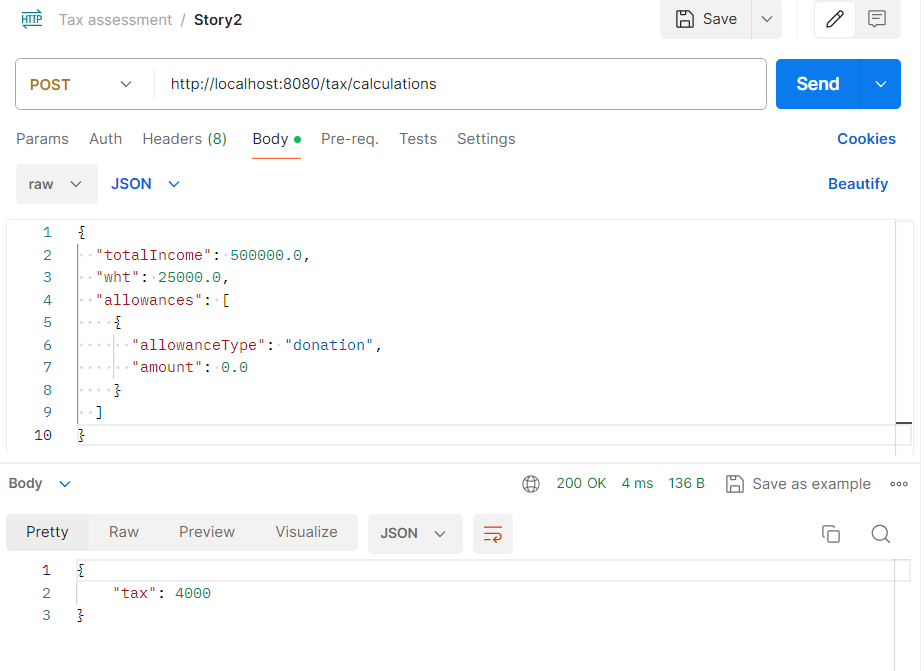 HTTP Tax assessment / Story2 Save
POST http://localhost:8080/tax/calculations Send
Params Auth Headers (8) Body Pre-req. Tests Settings Cookies
raw JSON Beautify
1 {
2 "totalIncome": 500000.0,
3 "wht": 25000.0,
4 "allowances": [
5 {
6 "allowanceType": "donation",
7 "amount": 0.0
8 }
9 ]
10 }
Body 200 OK 4 ms 136 B Save as example
Pretty Raw Preview Visualize JSON
1 {
2 "tax": 4000
3 }